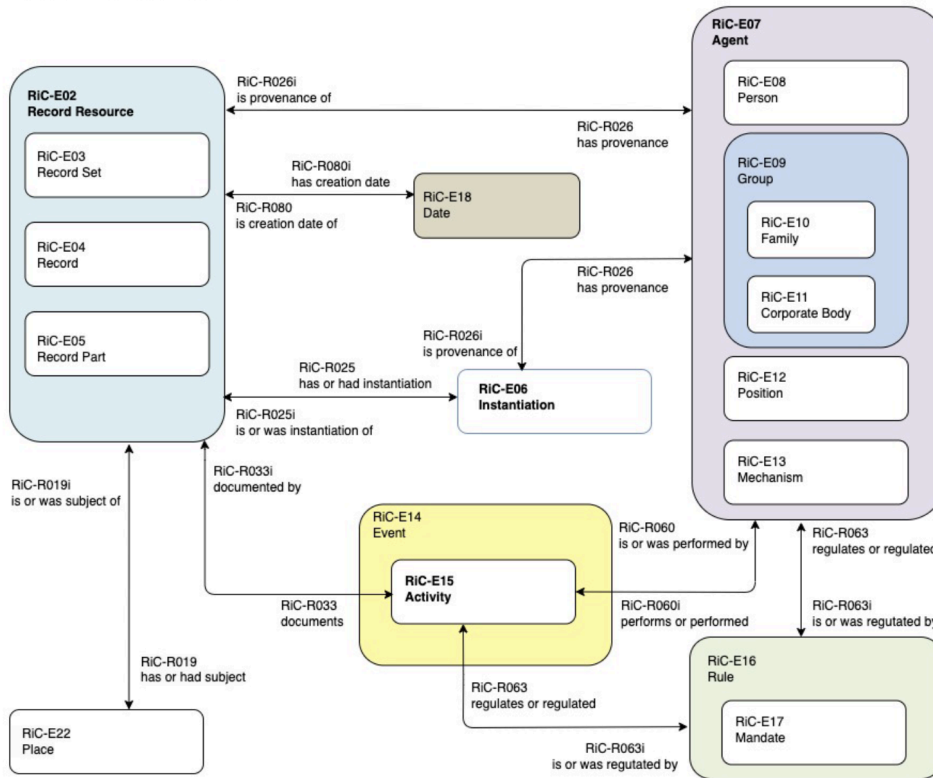 RiC-E07
Agent
RiC-E08
Person
RiC-E09
Group
RiC-E10
Family
RiC-E11
Corporate Body
RiC-E12
Position
RiC-E13
Mechanism
RiC-E02
Record Resource
RiC-E03
Record Set
RiC-E04
Record
RiC-E05
Record Part
RiC-R026i
is provenance of
RiC-R026
has provenance
RiC-R080i
has creation date
RiC-R080
is creation date of
RiC-E18
Date
RiC-R026
has provenance
RiC-R026i
is provenance of
RiC-R025
has or had instantiation
RiC-R025i
is or was instantiation of
RiC-E06
Instantiation
RiC-R019i
is or was subject of
RiC-R033i
documented by
RiC-E14
Event
RiC-E15
Activity
RiC-R033
documents
RiC-R060
is or was performed by
RiC-R060i
performs or performed
RiC-R063
regulates or regulated
RiC-R063i
is or was regutated by
RiC-R019
has or had subject
RiC-R063
regulates or regulated
RiC-R063i
is or was regutated by
RiC-E16
Rule
RiC-E17
Mandate
RiC-E22
Place